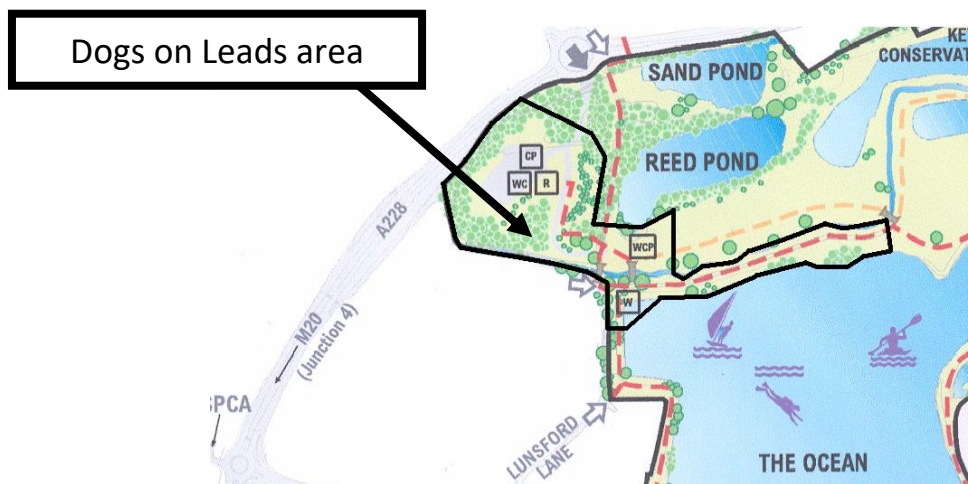 Dogs on Leads area
SAND POND
KE
CONSERVAT
REED POND
CP
WC R
A228
WCP
W
M20
(Junction 4)
SPCA
LUNSFORD
LANE
THE OCEAN